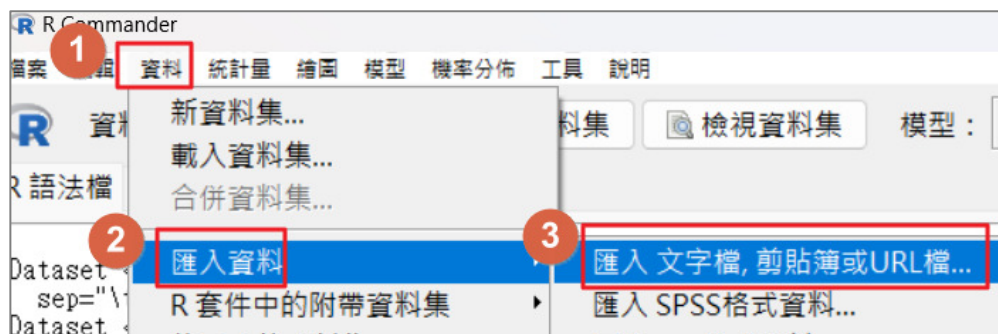 R Commander
1
檔案 編輯 資料 統計量 繪圖 模型 機率分佈 工具 說明
新資料集...
料集 檢視資料集 模型：
載入資料集...
R 語法檔
合併資料集...
2
3
匯入資料
匯入 文字檔, 剪貼簿或URL檔...
Dataset <
sep="\t
R 套件中的附帶資料集
匯入 SPSS格式資料...
Dataset <